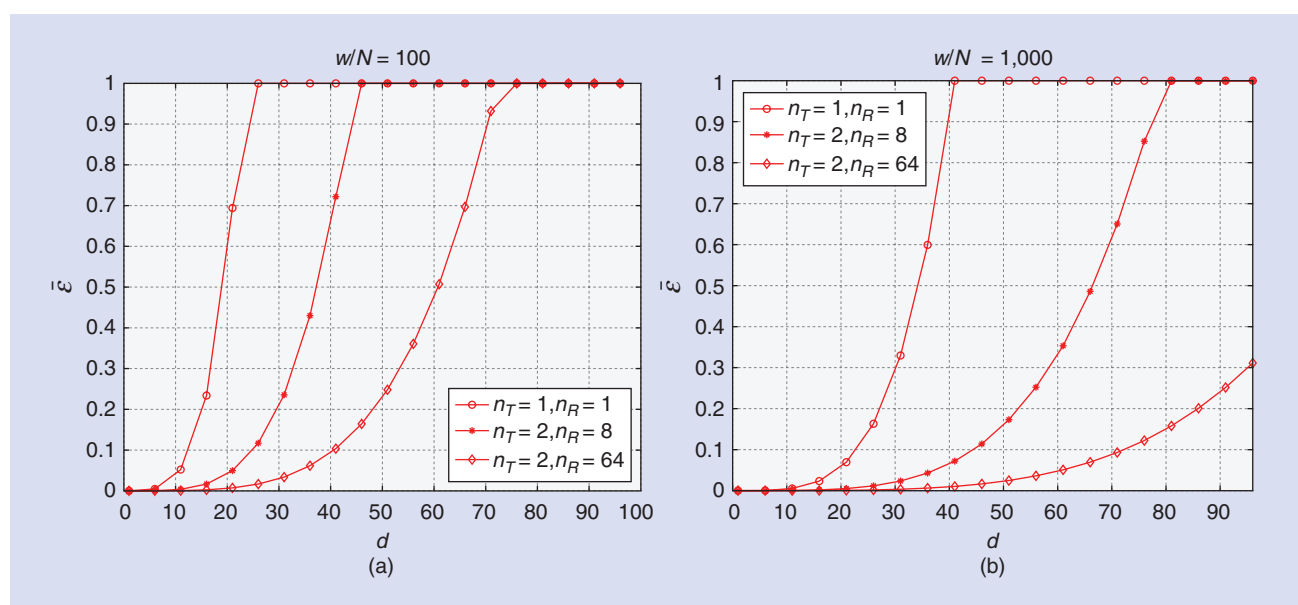 w/N = 100
1
0.9
0.8
0.7
0.6
0.5
0.4
0.3
0.2
0.1
0
ε̄
n_T = 1, n_R = 1
n_T = 2, n_R = 8
n_T = 2, n_R = 64
0 10 20 30 40 50 60 70 80 90 100
d
(a)
w/N = 1,000
1
0.9
0.8
0.7
0.6
0.5
0.4
0.3
0.2
0.1
0
ε̄
n_T = 1, n_R = 1
n_T = 2, n_R = 8
n_T = 2, n_R = 64
0 10 20 30 40 50 60 70 80 90
d
(b)